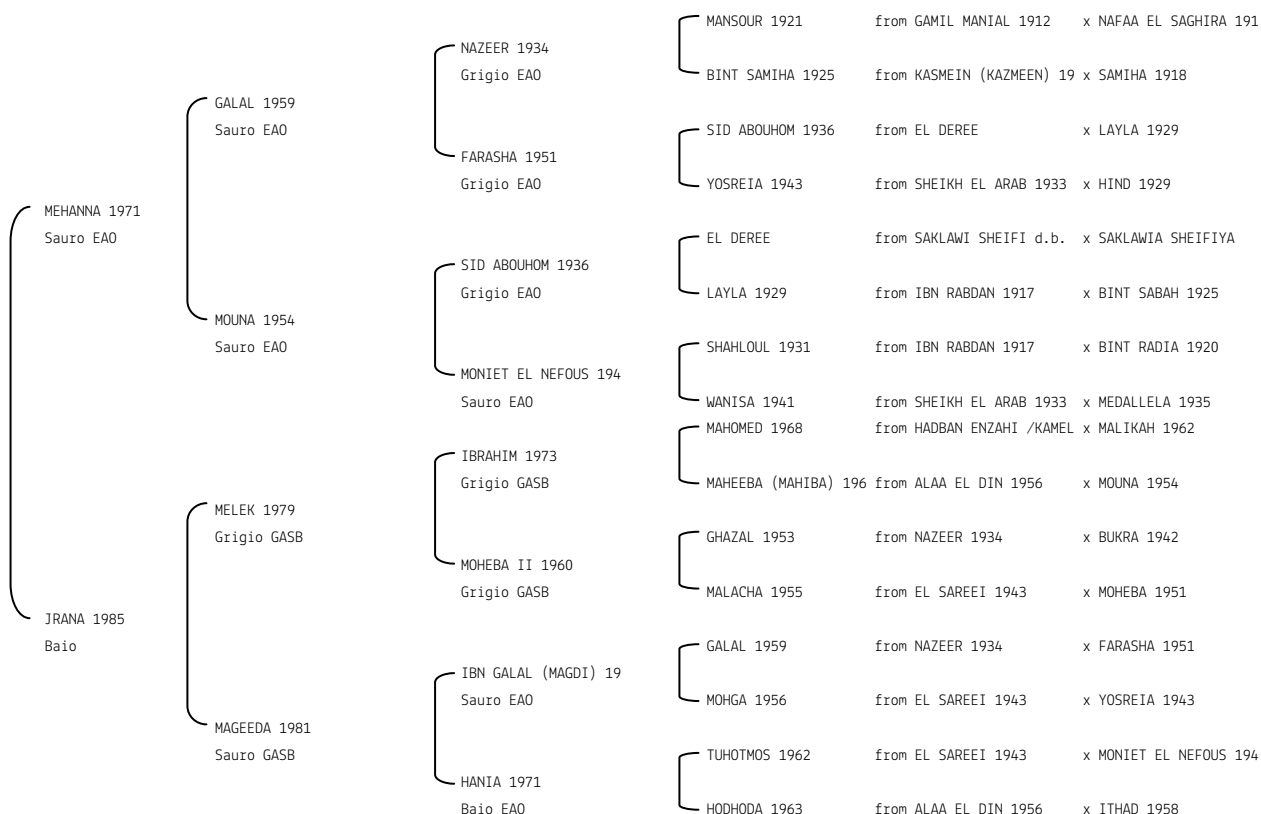 MANSOUR 1921 from GAMIL MANIAL 1912 x NAFAA EL SAGHIRA 191
NAZEER 1934
Grigio EAO BINT SAMIHA 1925 from KASMEIN (KAZMEEN) 19 x SAMIHA 1918
GALAL 1959
Sauro EAO SID ABOUHOM 1936 from EL DEREE x LAYLA 1929
FARASHA 1951
Grigio EAO YOSREIA 1943 from SHEIKH EL ARAB 1933 x HIND 1929
MEHANNA 1971
Sauro EAO EL DEREE from SAKLAWI SHEIFI d.b. x SAKLAWIA SHEIFIYA
SID ABOUHOM 1936
Grigio EAO LAYLA 1929 from IBN RABDAN 1917 x BINT SABAH 1925
MOUNA 1954
Sauro EAO SHAHLOUL 1931 from IBN RABDAN 1917 x BINT RADIA 1920
MONIET EL NEFOUS 194
Sauro EAO WANISA 1941 from SHEIKH EL ARAB 1933 x MEDALLELA 1935
MAHOMED 1968 from HADBAN ENZAHI /KAMEL x MALIKAH 1962
IBRAHIM 1973
Grigio GASB MAHEEBA (MAHIBA) 196 from ALAA EL DIN 1956 x MOUNA 1954
MELEK 1979
Grigio GASB GHAZAL 1953 from NAZEER 1934 x BUKRA 1942
MOHEBA II 1960
Grigio GASB MALACHA 1955 from EL SAREEI 1943 x MOHEBA 1951
JRANA 1985
Baio GALAL 1959 from NAZEER 1934 x FARASHA 1951
IBN GALAL (MAGDI) 19
Sauro EAO MOHGA 1956 from EL SAREEI 1943 x YOSREIA 1943
MAGEEDA 1981
Sauro GASB TUHOTMOS 1962 from EL SAREEI 1943 x MONIET EL NEFOUS 194
HANIA 1971
Baio EAO HODHODA 1963 from ALAA EL DIN 1956 x ITHAD 1958